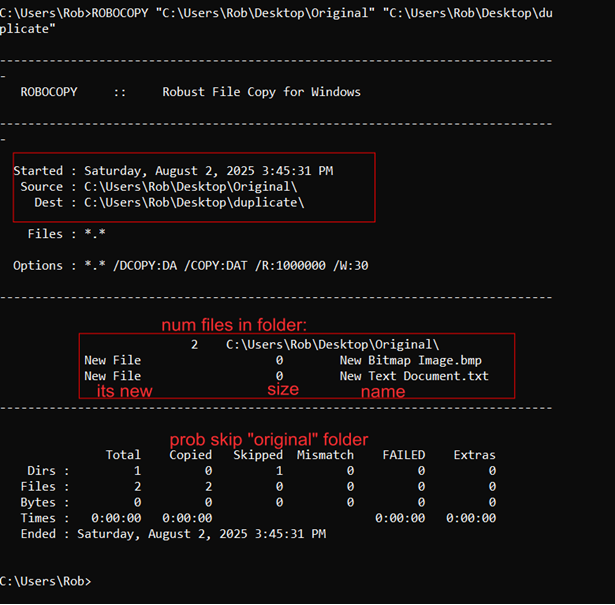 C:\Users\Rob>ROBOCOPY "C:\Users\Rob\Desktop\Original" "C:\Users\Rob\Desktop\du
plicate"
------------------------------------------------------------------------------
-
ROBOCOPY     ::     Robust File Copy for Windows
------------------------------------------------------------------------------
-
Started : Saturday, August 2, 2025 3:45:31 PM
Source : C:\Users\Rob\Desktop\Original\
Dest : C:\Users\Rob\Desktop\duplicate\
Files : *.*
Options : *.* /DCOPY:DA /COPY:DAT /R:1000000 /W:30
------------------------------------------------------------------------------
num files in folder:
2    C:\Users\Rob\Desktop\Original\
New File    0    New Bitmap Image.bmp
New File    0    New Text Document.txt
its new    size    name
------------------------------------------------------------------------------
prob skip "original" folder
Total    Copied   Skipped  Mismatch    FAILED    Extras
Dirs :         1         0         1         0         0         0
Files :         2         2         0         0         0         0
Bytes :         0         0         0         0         0         0
Times :   0:00:00   0:00:00                       0:00:00   0:00:00
Ended : Saturday, August 2, 2025 3:45:31 PM
C:\Users\Rob>